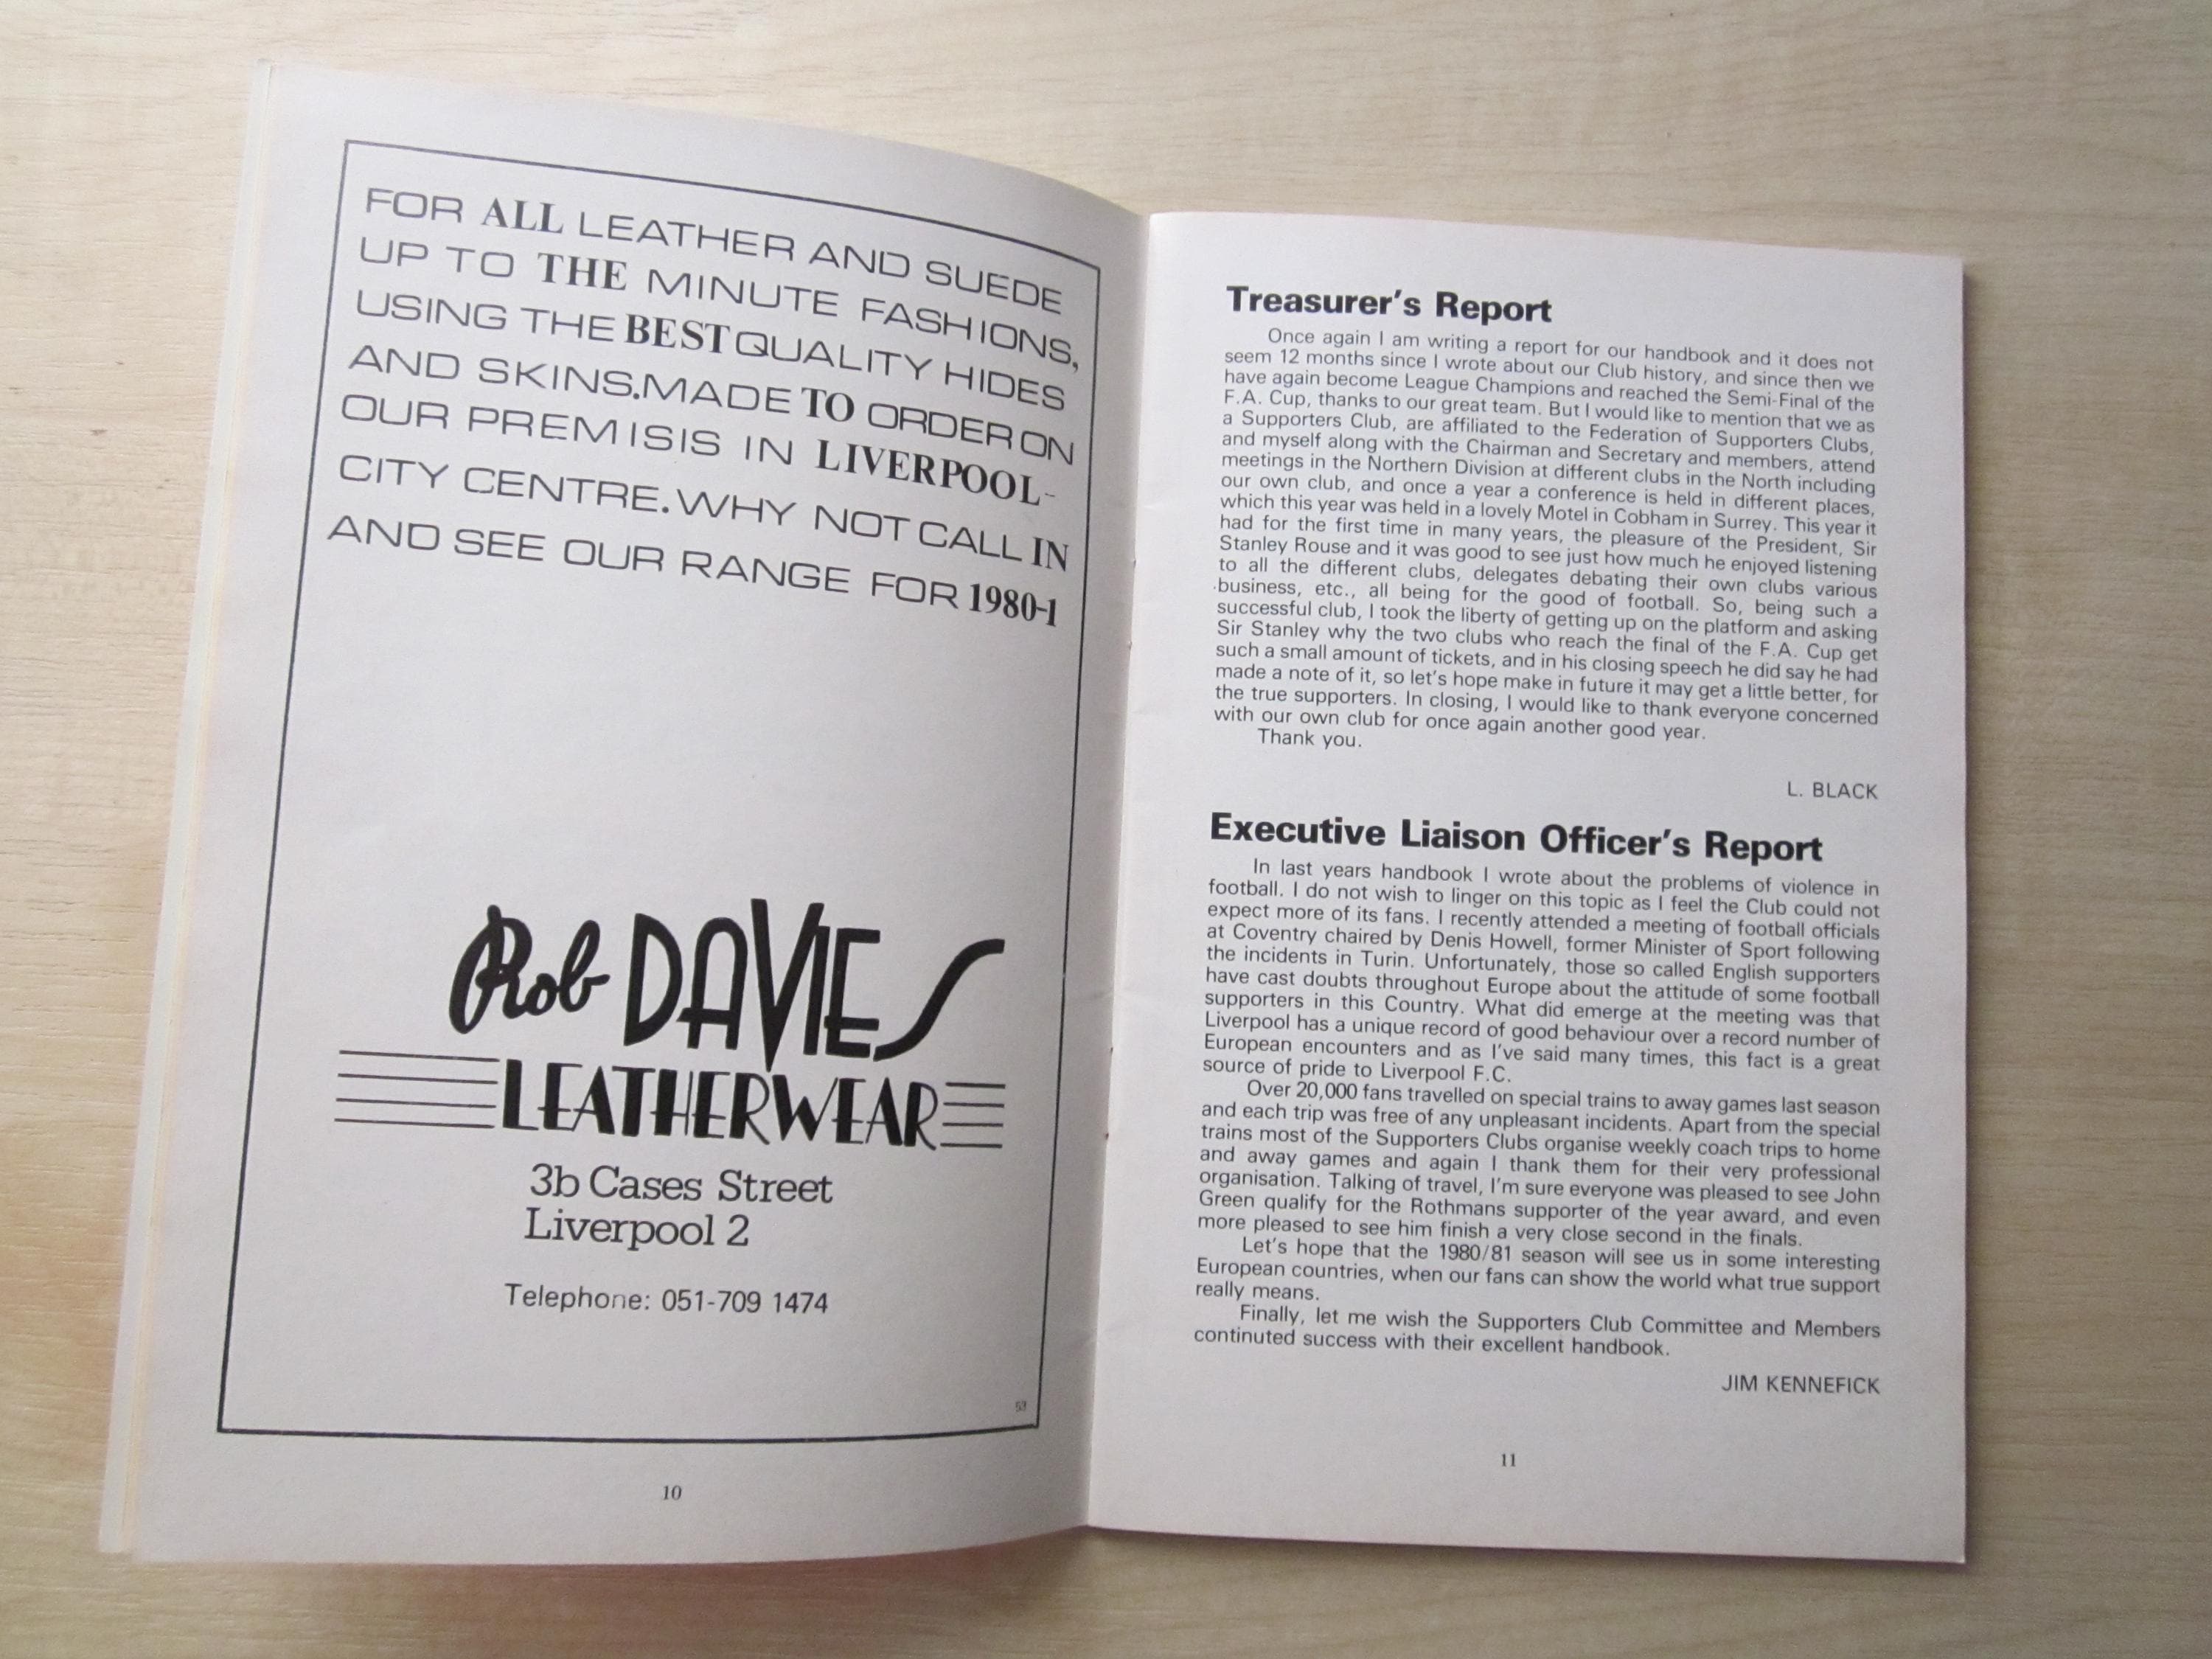 FOR ALL LEATHER AND SUEDE
UP TO THE MINUTE FASHIONS,
USING THE BEST QUALITY HIDES
AND SKINS. MADE TO ORDER ON
OUR PREMISIS IN LIVERPOOL-
CITY CENTRE. WHY NOT CALL IN
AND SEE OUR RANGE FOR 1980-1
Rob DAVIES
LEATHERWEAR
3b Cases Street
Liverpool 2
Telephone: 051-709 1474
53
10
Treasurer's Report
Once again I am writing a report for our handbook and it does not
seem 12 months since I wrote about our Club history, and since then we
have again become League Champions and reached the Semi-Final of the
F.A. Cup, thanks to our great team. But I would like to mention that we as
a Supporters Club, are affiliated to the Federation of Supporters Clubs,
and myself along with the Chairman and Secretary and members, attend
meetings in the Northern Division at different clubs in the North including
our own club, and once a year a conference is held in different places,
which this year was held in a lovely Motel in Cobham in Surrey. This year it
had for the first time in many years, the pleasure of the President, Sir
Stanley Rouse and it was good to see just how much he enjoyed listening
to all the different clubs, delegates debating their own clubs various
business, etc., all being for the good of football. So, being such a
successful club, I took the liberty of getting up on the platform and asking
Sir Stanley why the two clubs who reach the final of the F.A. Cup get
such a small amount of tickets, and in his closing speech he did say he had
made a note of it, so let's hope make in future it may get a little better, for
the true supporters. In closing, I would like to thank everyone concerned
with our own club for once again another good year.
Thank you.
L. BLACK
Executive Liaison Officer's Report
In last years handbook I wrote about the problems of violence in
football. I do not wish to linger on this topic as I feel the Club could not
expect more of its fans. I recently attended a meeting of football officials
at Coventry chaired by Denis Howell, former Minister of Sport following
the incidents in Turin. Unfortunately, those so called English supporters
have cast doubts throughout Europe about the attitude of some football
supporters in this Country. What did emerge at the meeting was that
Liverpool has a unique record of good behaviour over a record number of
European encounters and as I've said many times, this fact is a great
source of pride to Liverpool F.C.
Over 20,000 fans travelled on special trains to away games last season
and each trip was free of any unpleasant incidents. Apart from the special
trains most of the Supporters Clubs organise weekly coach trips to home
and away games and again I thank them for their very professional
organisation. Talking of travel, I'm sure everyone was pleased to see John
Green qualify for the Rothmans supporter of the year award, and even
more pleased to see him finish a very close second in the finals.
Let's hope that the 1980/81 season will see us in some interesting
European countries, when our fans can show the world what true support
really means.
Finally, let me wish the Supporters Club Committee and Members
continuted success with their excellent handbook.
JIM KENNEFICK
11